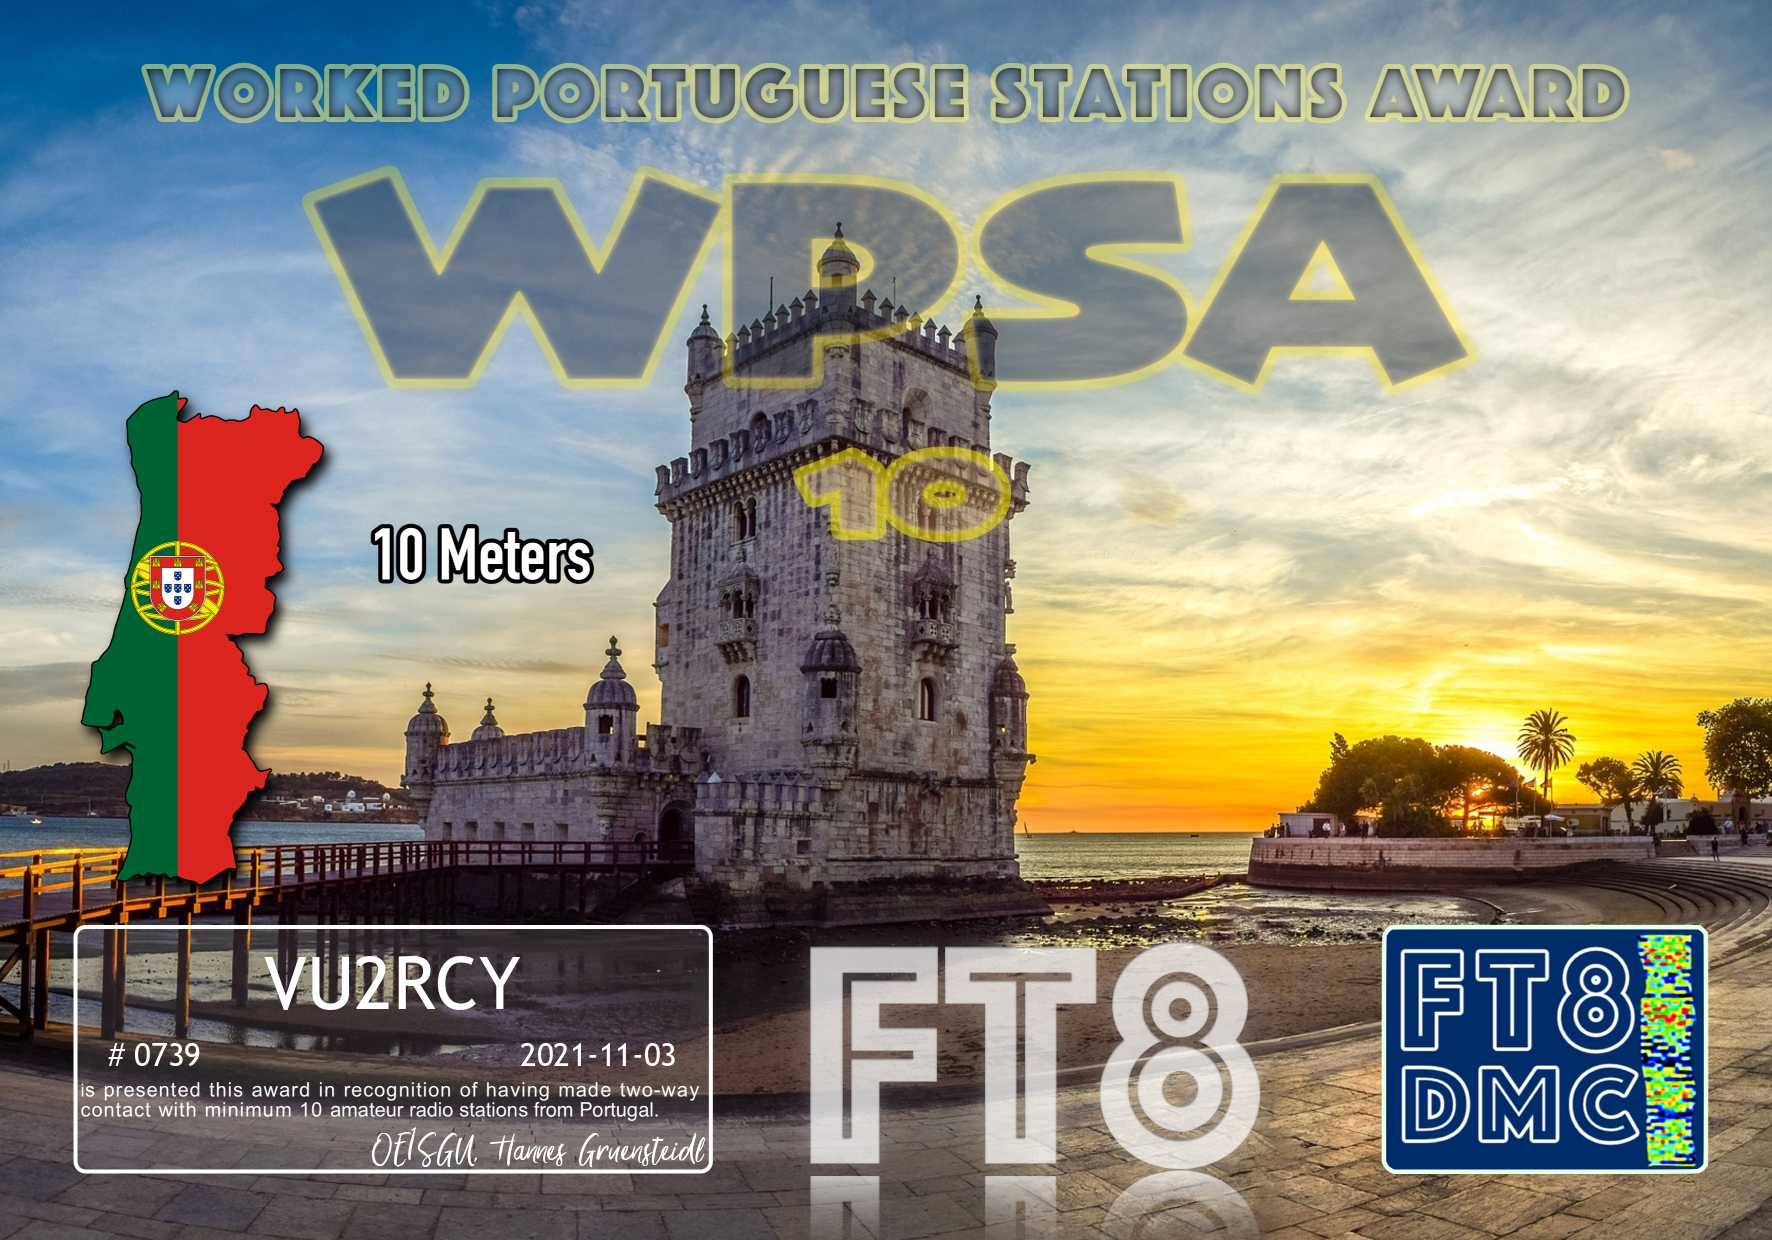 WORKED PORTUGUESE STATIONS AWARD
WPSA
10
10 Meters
VU2RCY
# 0739
2021-11-03
is presented this award in recognition of having made two-way
contact with minimum 10 amateur radio stations from Portugal.
OE1SGU, Hannes Gruensteidl
FT8
FT8
DMC